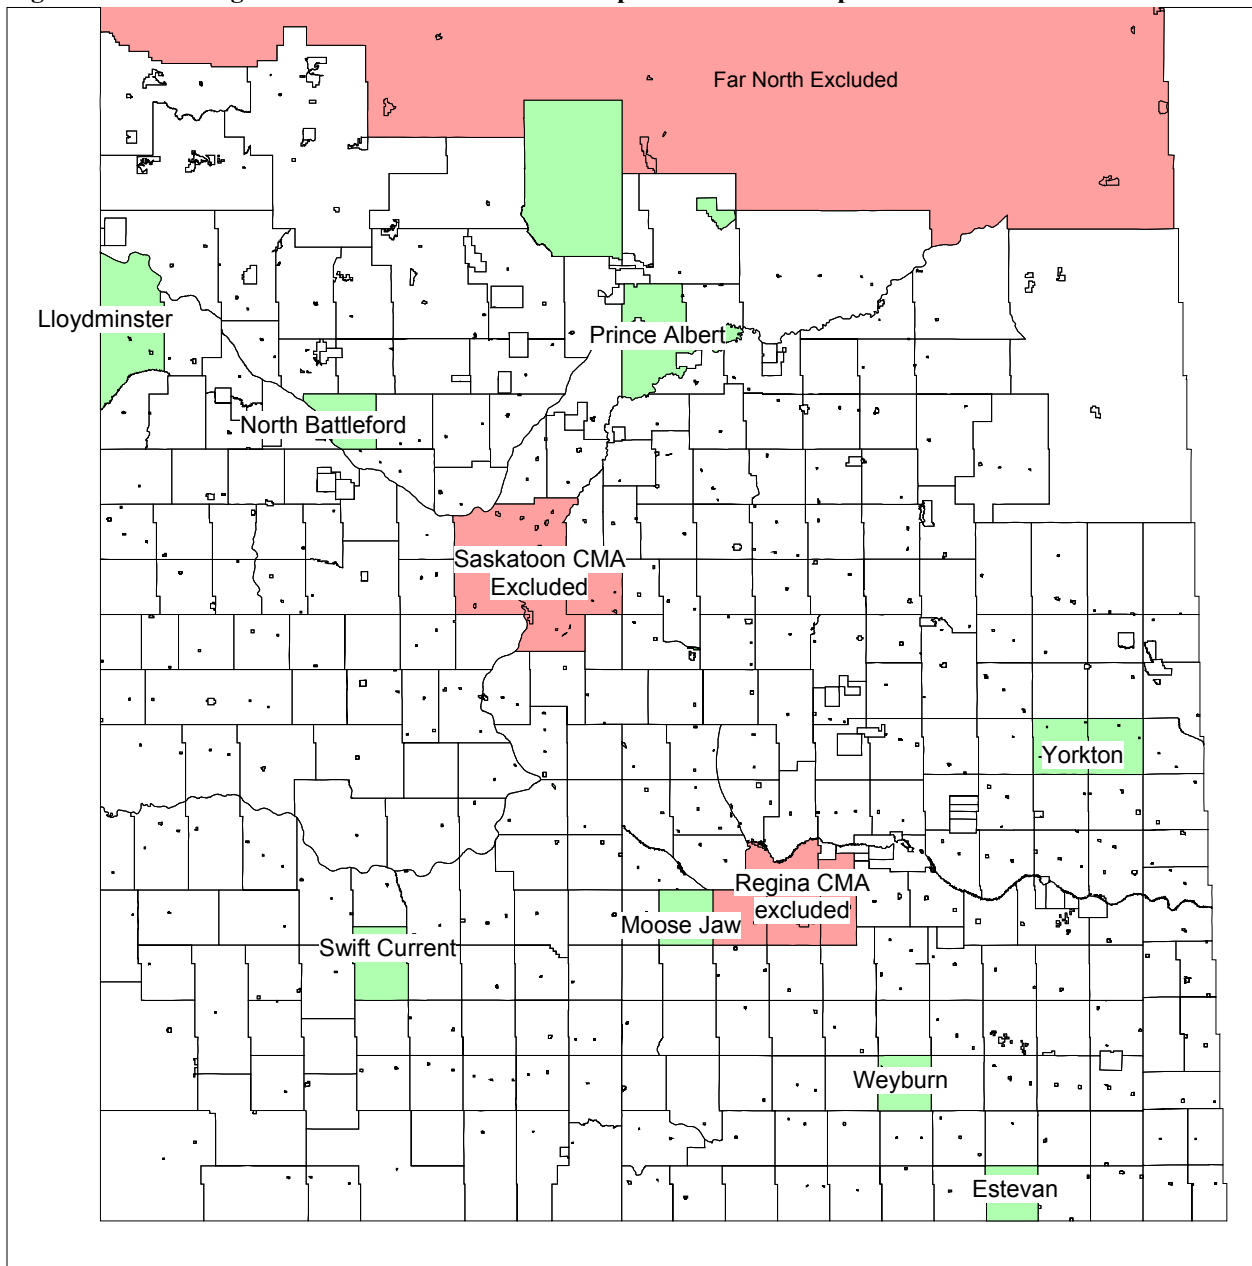 Far North Excluded
Lloydminster
Prince Albert
North Battleford
Saskatoon CMA
Excluded
Yorkton
Regina CMA
excluded
Moose Jaw
Swift Current
Weyburn
Estevan